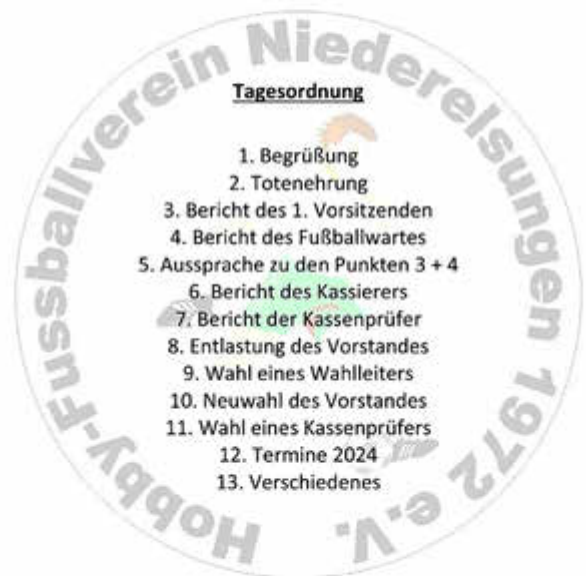 Hobby-Fussballverein Niederelsungen 1972 e.V.
Tagesordnung
1. Begrüßung
2. Totenehrung
3. Bericht des 1. Vorsitzenden
4. Bericht des Fußballwartes
5. Aussprache zu den Punkten 3 + 4
6. Bericht des Kassierers
7. Bericht der Kassenprüfer
8. Entlastung des Vorstandes
9. Wahl eines Wahlleiters
10. Neuwahl des Vorstandes
11. Wahl eines Kassenprüfers
12. Termine 2024
13. Verschiedenes